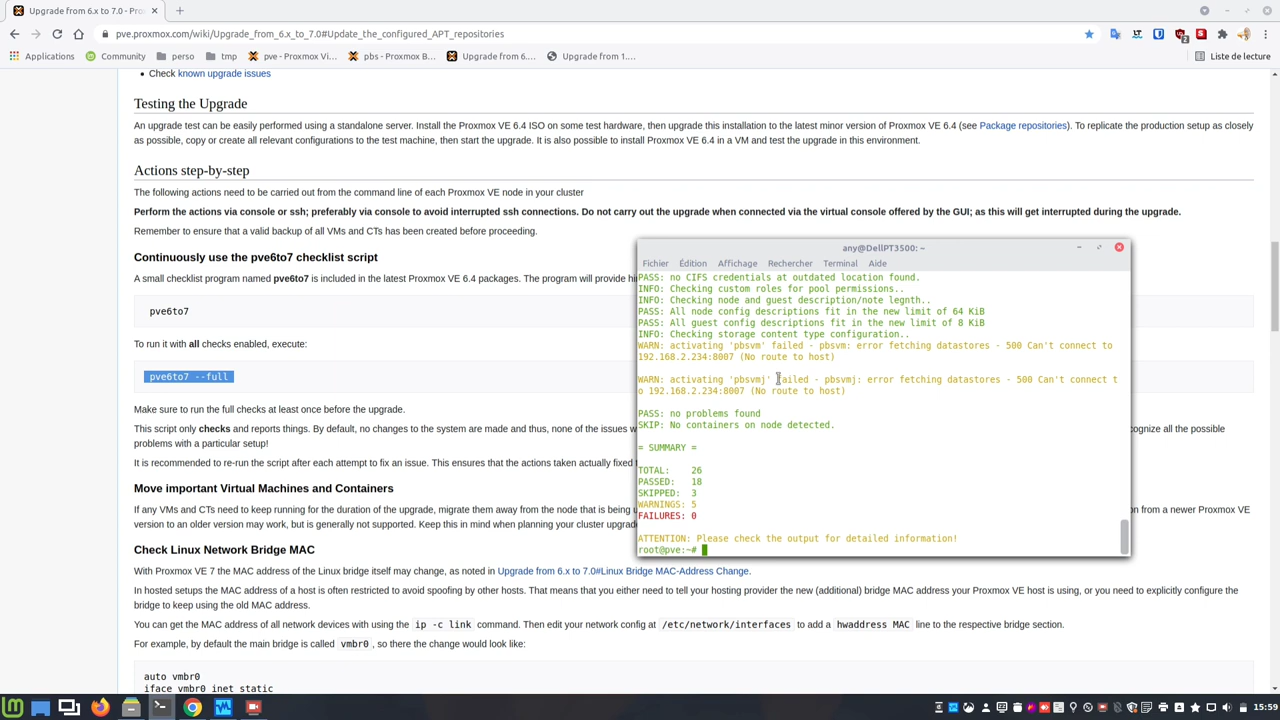 Upgrade from 6.x to 7.0 - Pro
pve.proxmox.com/wiki/Upgrade_from_6.x_to_7.0#Update_the_configured_APT_repositories
Applications
Community
perso
tmp
pve - Proxmox Vi...
pbs - Proxmox B...
Upgrade from 6....
Upgrade from 1....
Liste de lecture
• Check known upgrade issues
Testing the Upgrade
An upgrade test can be easily performed using a standalone server. Install the Proxmox VE 6.4 ISO on some test hardware, then upgrade this installation to the latest minor version of Proxmox VE 6.4 (see Package repositories). To replicate the production setup as closely
as possible, copy or create all relevant configurations to the test machine, then start the upgrade. It is also possible to install Proxmox VE 6.4 in a VM and test the upgrade in this environment.
Actions step-by-step
The following actions need to be carried out from the command line of each Proxmox VE node in your cluster
Perform the actions via console or ssh; preferably via console to avoid interrupted ssh connections. Do not carry out the upgrade when connected via the virtual console offered by the GUI; as this will get interrupted during the upgrade.
Remember to ensure that a valid backup of all VMs and CTs has been created before proceeding.
Continuously use the pve6to7 checklist script
A small checklist program named pve6to7 is included in the latest Proxmox VE 6.4 packages. The program will provide hi
pve6to7
To run it with all checks enabled, execute:
pve6to7 --full
Make sure to run the full checks at least once before the upgrade.
This script only checks and reports things. By default, no changes to the system are made and thus, none of the issues w
cognize all the possible
problems with a particular setup!
It is recommended to re-run the script after each attempt to fix an issue. This ensures that the actions taken actually fixed t
Move important Virtual Machines and Containers
If any VMs and CTs need to keep running for the duration of the upgrade, migrate them away from the node that is being u
on from a newer Proxmox VE
version to an older version may work, but is generally not supported. Keep this in mind when planning your cluster upgrad
Check Linux Network Bridge MAC
With Proxmox VE 7 the MAC address of the Linux bridge itself may change, as noted in Upgrade from 6.x to 7.0#Linux Bridge MAC-Address Change.
In hosted setups the MAC address of a host is often restricted to avoid spoofing by other hosts. That means that you either need to tell your hosting provider the new (additional) bridge MAC address your Proxmox VE host is using, or you need to explicitly configure the
bridge to keep using the old MAC address.
You can get the MAC address of all network devices with using the ip -c link command. Then edit your network config at /etc/network/interfaces to add a hwaddress MAC line to the respective bridge section.
For example, by default the main bridge is called vmbr0 , so there the change would look like:
auto vmbr0
iface vmbr0 inet static
any@DellPT3500: ~
Fichier Édition Affichage Rechercher Terminal Aide
PASS: no CIFS credentials at outdated location found.
INFO: Checking custom roles for pool permissions..
INFO: Checking node and guest description/note legnth..
PASS: All node config descriptions fit in the new limit of 64 KiB
PASS: All guest config descriptions fit in the new limit of 8 KiB
INFO: Checking storage content type configuration..
WARN: activating 'pbsvm' failed - pbsvm: error fetching datastores - 500 Can't connect to
192.168.2.234:8007 (No route to host)
WARN: activating 'pbsvmj' failed - pbsvmj: error fetching datastores - 500 Can't connect t
o 192.168.2.234:8007 (No route to host)
PASS: no problems found
SKIP: No containers on node detected.
= SUMMARY =
TOTAL: 26
PASSED: 18
SKIPPED: 3
WARNINGS: 5
FAILURES: 0
ATTENTION: Please check the output for detailed information!
root@pve:~#
15:59